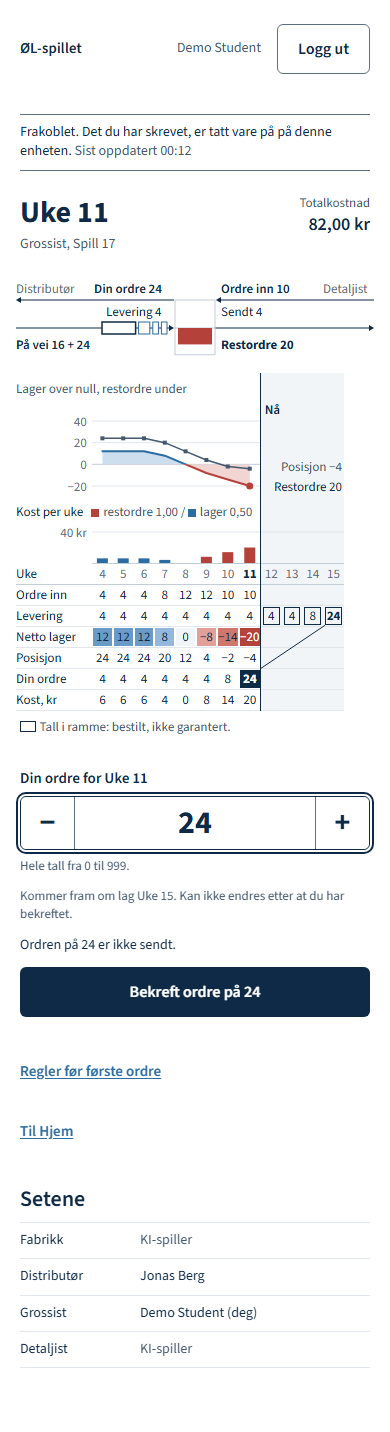 ØL-spillet
Demo Student
Logg ut
Frakoblet. Det du har skrevet, er tatt vare på på denne
enheten. Sist oppdatert 00:12
Uke 11
Totalkostnad
82,00 kr
Grossist, Spill 17
Distributør Din ordre 24 Ordre inn 10 Detaljist
Levering 4 Sendt 4
På vei 16 + 24 Restordre 20
Lager over null, restordre under
Nå
40
20
0
−20
Posisjon −4
Restordre 20
Kost per uke restordre 1,00 / lager 0,50
40 kr
Uke 4 5 6 7 8 9 10 11 12 13 14 15
Ordre inn 4 4 4 8 12 12 10 10
Levering 4 4 4 4 4 4 4 4 4 4 8 24
Netto lager 12 12 12 8 0 −8 −14 −20
Posisjon 24 24 24 20 12 4 −2 −4
Din ordre 4 4 4 4 4 4 8 24
Kost, kr 6 6 6 4 0 8 14 20
Tall i ramme: bestilt, ikke garantert.
Din ordre for Uke 11
− 24 +
Hele tall fra 0 til 999.
Kommer fram om lag Uke 15. Kan ikke endres etter at du har
bekreftet.
Ordren på 24 er ikke sendt.
Bekreft ordre på 24
Regler før første ordre
Til Hjem
Setene
Fabrikk KI-spiller
Distributør Jonas Berg
Grossist Demo Student (deg)
Detaljist KI-spiller